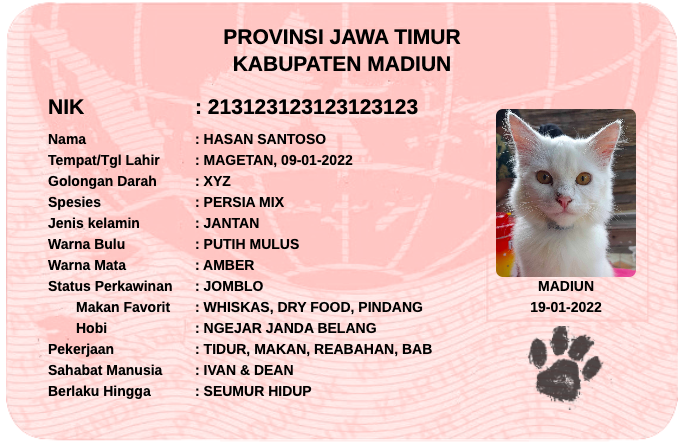 PROVINSI JAWA TIMUR
KABUPATEN MADIUN
NIK : 213123123123123123
Nama : HASAN SANTOSO
Tempat/Tgl Lahir : MAGETAN, 09-01-2022
Golongan Darah : XYZ
Spesies : PERSIA MIX
Jenis kelamin : JANTAN
Warna Bulu : PUTIH MULUS
Warna Mata : AMBER
Status Perkawinan : JOMBLO
Makan Favorit : WHISKAS, DRY FOOD, PINDANG
Hobi : NGEJAR JANDA BELANG
Pekerjaan : TIDUR, MAKAN, REABAHAN, BAB
Sahabat Manusia : IVAN & DEAN
Berlaku Hingga : SEUMUR HIDUP
MADIUN
19-01-2022